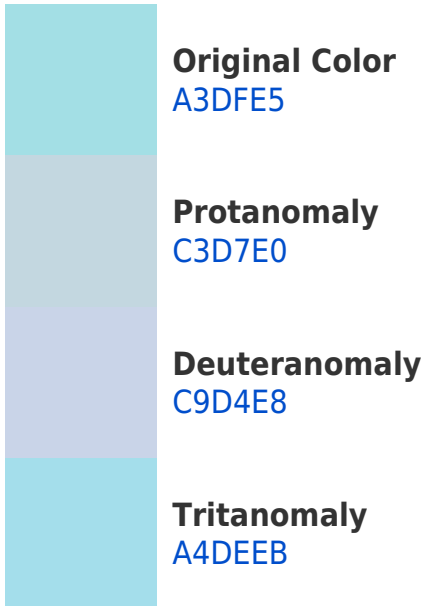 Original Color
A3DFE5
Protanomaly
C3D7E0
Deuteranomaly
C9D4E8
Tritanomaly
A4DEEB